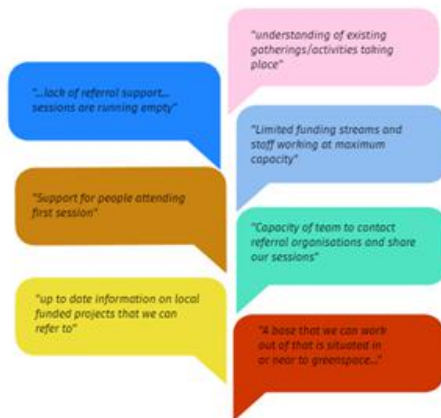 "understanding of existing
gatherings/activities taking
place"
"...lack of referral support...
sessions are running empty"
"Limited funding streams and
staff working at maximum
capacity"
"Support for people attending
first session"
"Capacity of team to contact
referral organisations and share
our sessions"
"up to date information on local
funded projects that we can
refer to"
"A base that we can work
out of that is situated in
or near to greenspace..."